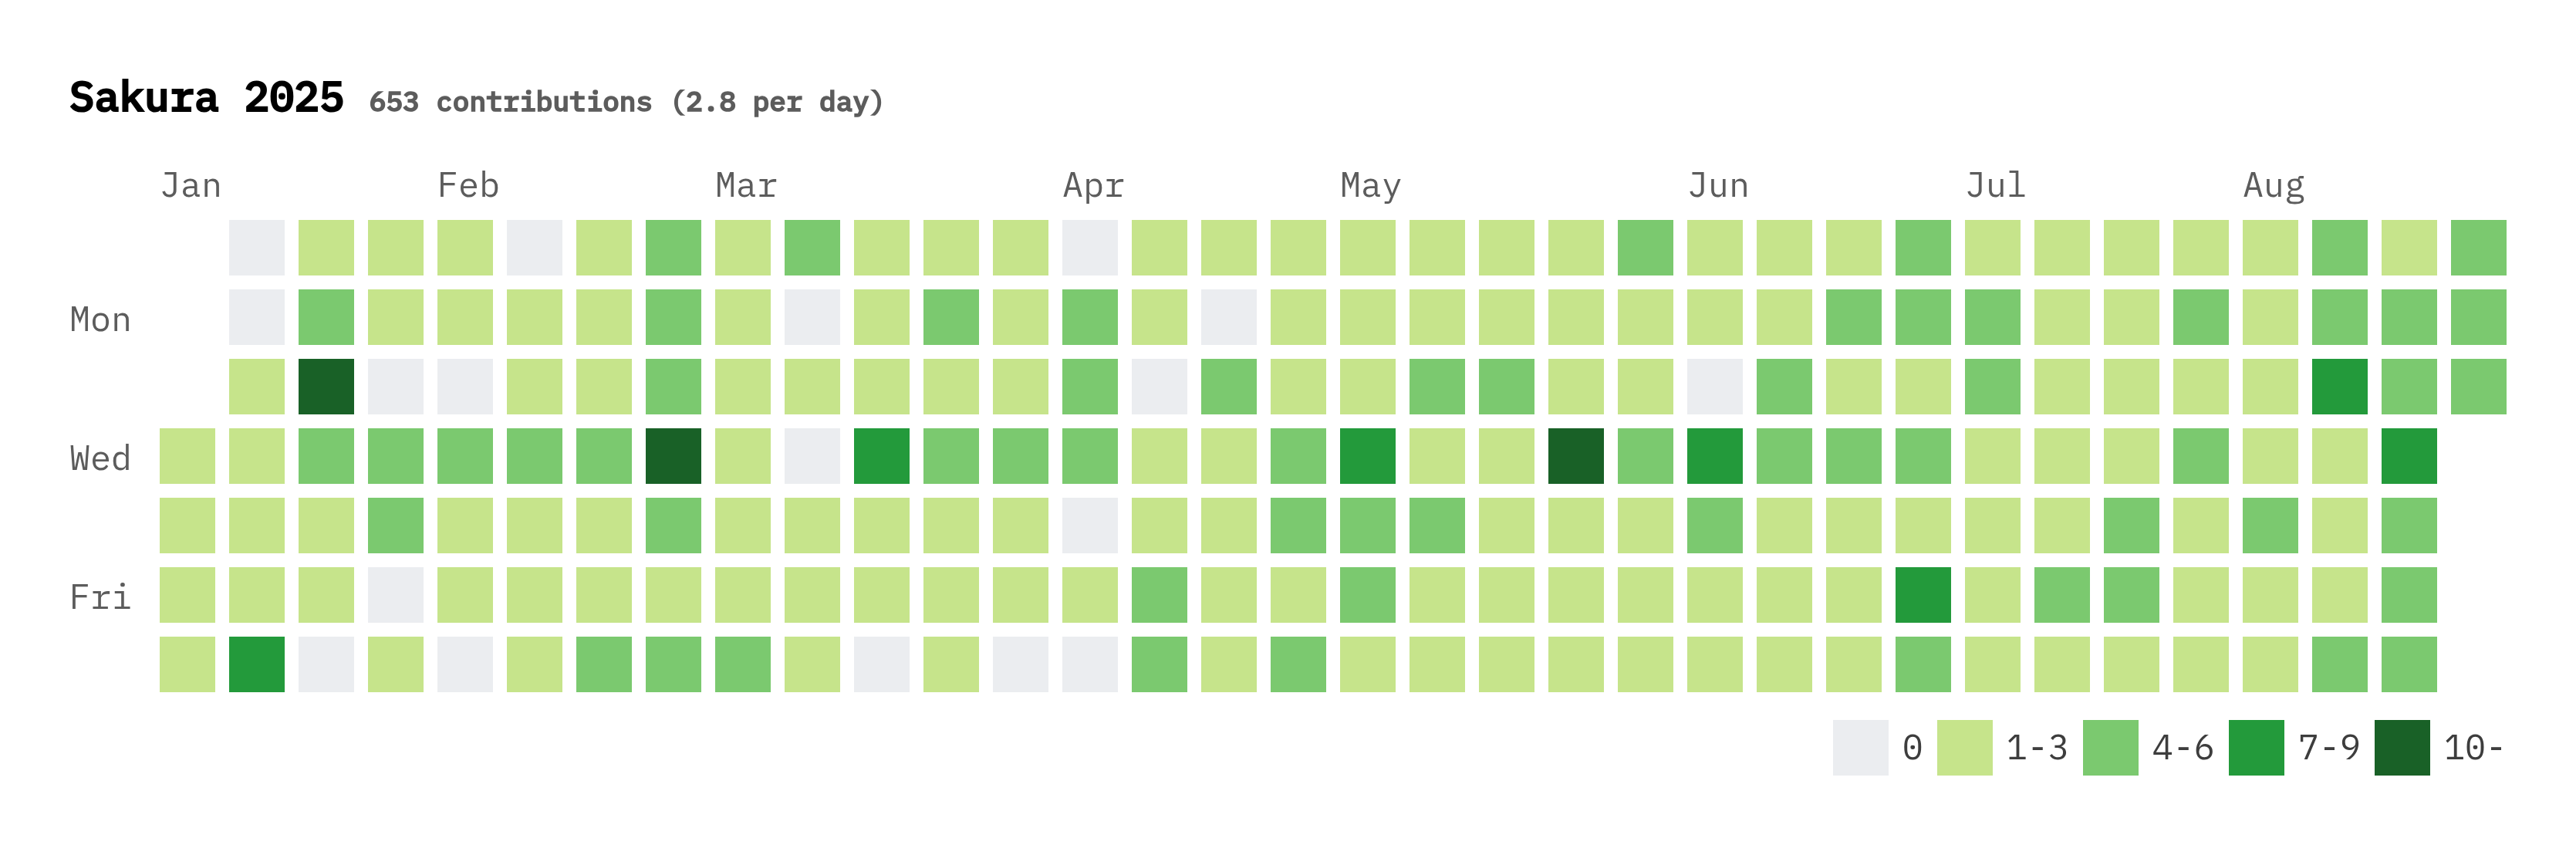 Sakura 2025 653 contributions (2.8 per day)
Jan Feb Mar Apr May Jun Jul Aug
Mon
Wed
Fri
0 1-3 4-6 7-9 10-